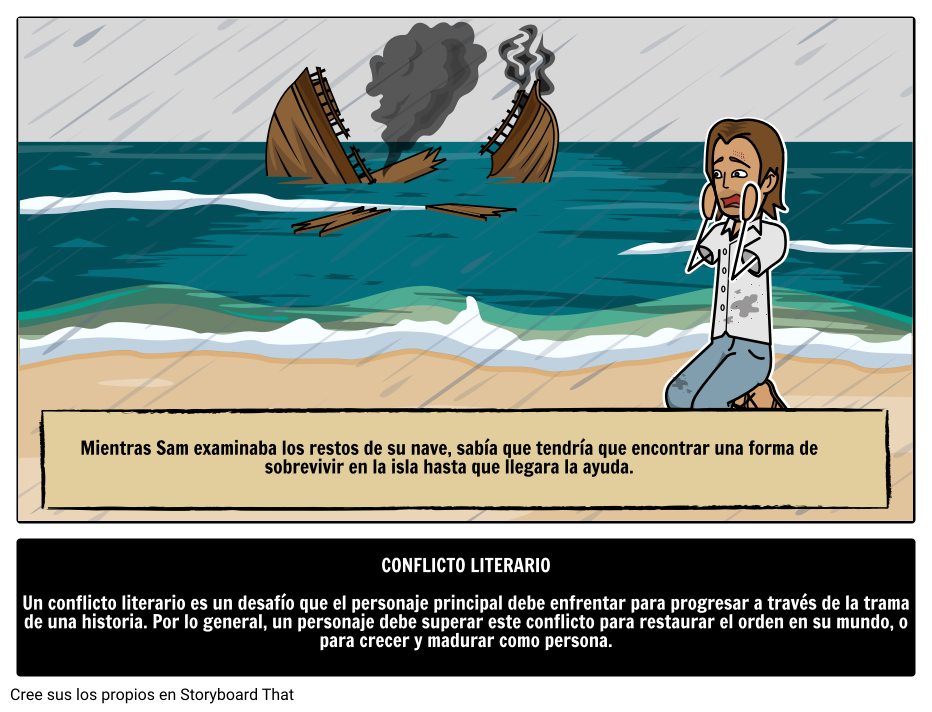 Mientras Sam examinaba los restos de su nave, sabía que tendría que encontrar una forma de
sobrevivir en la isla hasta que llegara la ayuda.
CONFLICTO LITERARIO
Un conflicto literario es un desafío que el personaje principal debe enfrentar para progresar a través de la trama
de una historia. Por lo general, un personaje debe superar este conflicto para restaurar el orden en su mundo, o
para crecer y madurar como persona.
Cree sus los propios en Storyboard That